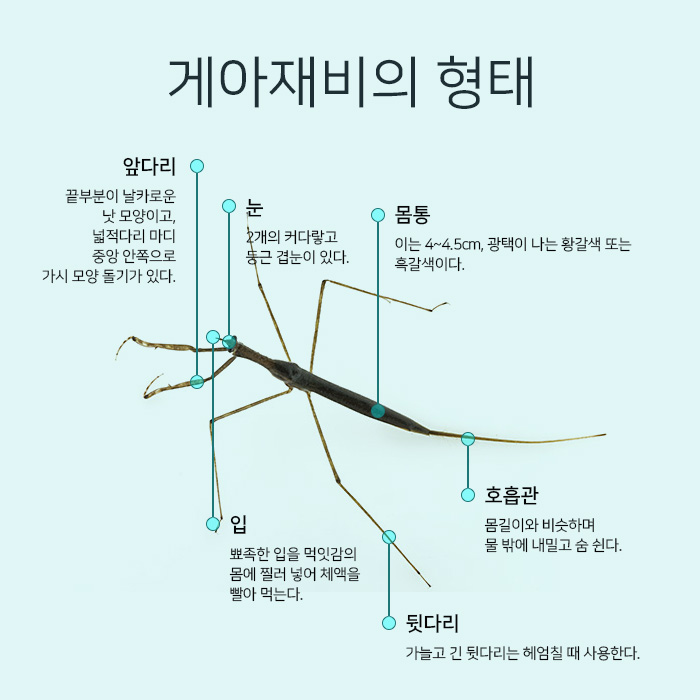 게아재비의 형태
앞다리
끝부분이 날카로운
낫 모양이고,
넓적다리 마디
중앙 안쪽으로
가시 모양 돌기가 있다.
눈
2개의 커다랗고
둥근 겹눈이 있다.
몸통
이는 4~4.5cm, 광택이 나는 황갈색 또는
흑갈색이다.
호흡관
몸길이와 비슷하며
물 밖에 내밀고 숨 쉰다.
입
뾰족한 입을 먹잇감의
몸에 찔러 넣어 체액을
빨아 먹는다.
뒷다리
가늘고 긴 뒷다리는 헤엄칠 때 사용한다.